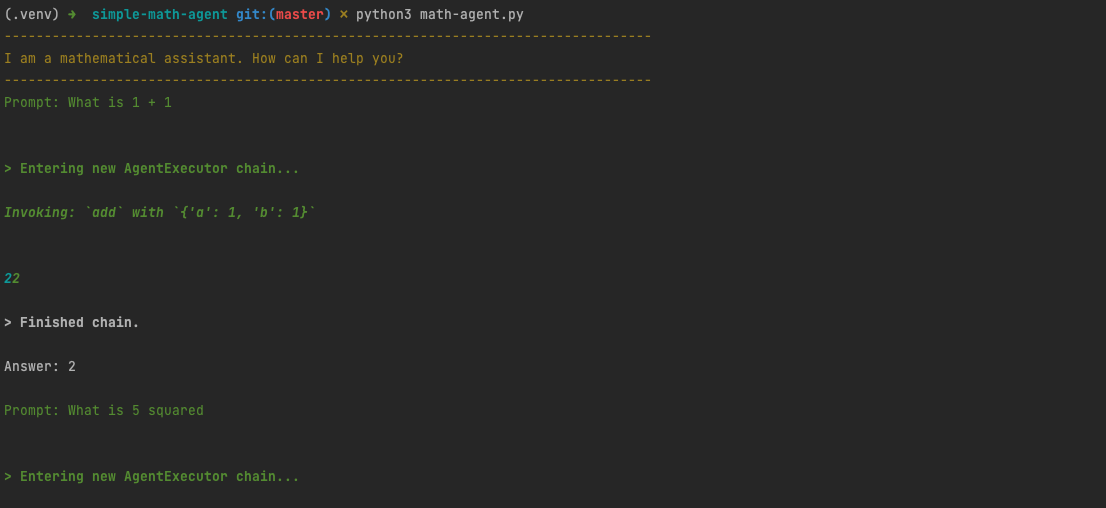 (.venv) ➜  simple-math-agent git:(master) ✗ python3 math-agent.py
---------------------------------------------------------------------------------
I am a mathematical assistant. How can I help you?
---------------------------------------------------------------------------------
Prompt: What is 1 + 1
> Entering new AgentExecutor chain...
Invoking: `add` with `{'a': 1, 'b': 1}`
22
> Finished chain.
Answer: 2
Prompt: What is 5 squared
> Entering new AgentExecutor chain...